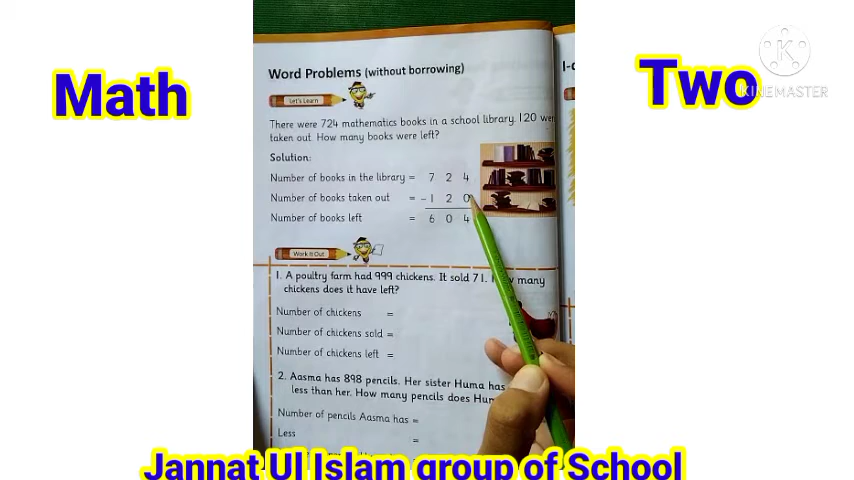 Math
Two
KINEMASTER
Word Problems (without borrowing)
Let's Learn
There were 724 mathematics books in a school library. 120
taken out. How many books were left?
Solution:
Number of books in the library = 7 2 4
Number of books taken out = – 1 2 0
Number of books left = 6 0 4
Work It Out
1. A poultry farm had 999 chickens. It sold 71. many
chickens does it have left?
Number of chickens =
Number of chickens sold =
Number of chickens left =
2. Aasma has 898 pencils. Her sister Huma has
less than her. How many pencils does
Number of pencils Aasma has =
Less =
Jannat Ul Islam group of School